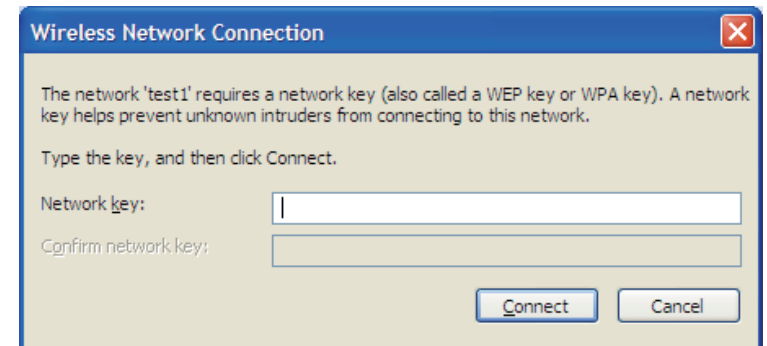 Wireless Network Connection
The network 'test1' requires a network key (also called a WEP key or WPA key). A network
key helps prevent unknown intruders from connecting to this network.
Type the key, and then click Connect.
Network key:
Confirm network key:
Connect Cancel